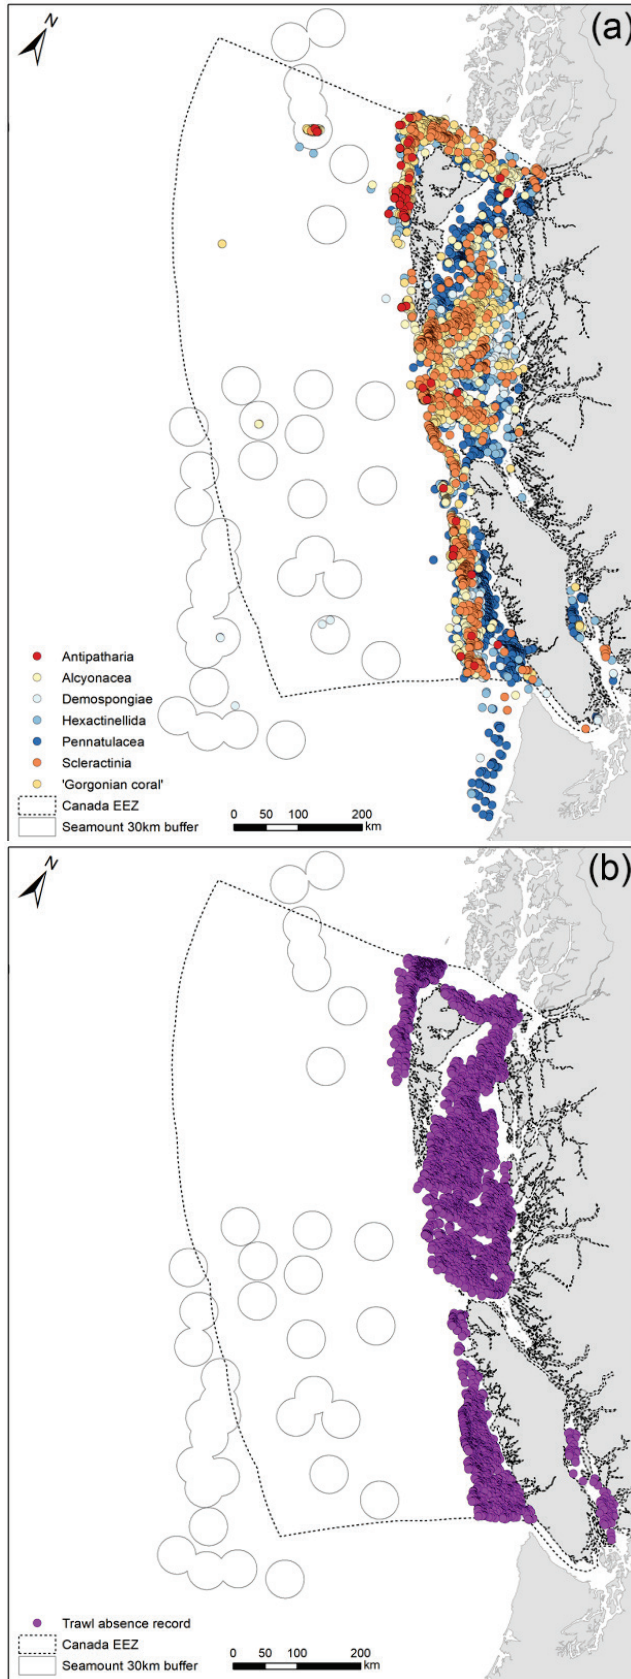 (a)
N
Antipatharia
Alcyonacea
Demospongiae
Hexactinellida
Pennatulacea
Scleractinia
'Gorgonian coral'
Canada EEZ
Seamount 30km buffer
0 50 100 200
km
(b)
N
Trawl absence record
Canada EEZ
Seamount 30km buffer
0 50 100 200
km